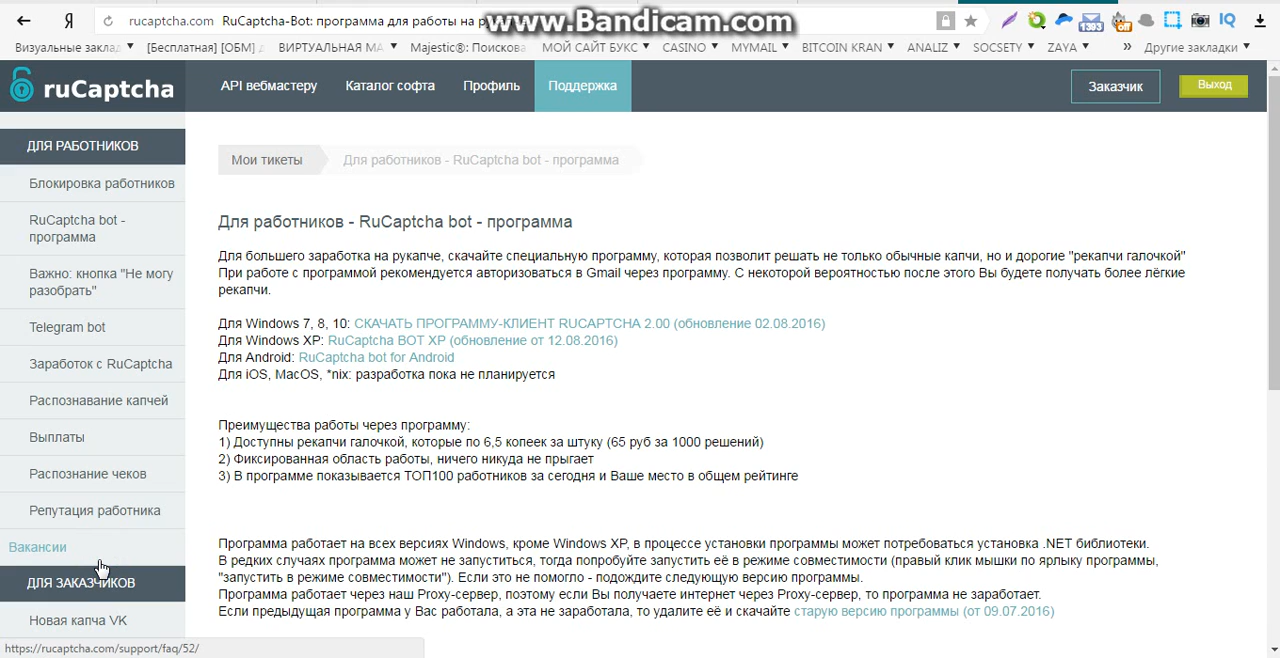 Я rucaptcha.com RuCaptcha-Bot: программа для работы на
www.Bandicam.com
Визуальные заклад [Бесплатная] [ОБМ] ВИРТУАЛЬНАЯ МА Majestic®: Поискова МОЙ САЙТ БУКС CASINO MYMAIL BITCOIN KRAN ANALIZ SOCSETY ZAYA » Другие закладки
1393 off IQ
ruCaptcha API вебмастеру Каталог софта Профиль Поддержка Заказчик Выход
ДЛЯ РАБОТНИКОВ
Блокировка работников
RuCaptcha bot -
программа
Важно: кнопка "Не могу
разобрать"
Telegram bot
Заработок с RuCaptcha
Распознавание капчей
Выплаты
Распознание чеков
Репутация работника
Вакансии
ДЛЯ ЗАКАЗЧИКОВ
Новая капча VK
https://rucaptcha.com/support/faq/52/
Мои тикеты Для работников - RuCaptcha bot - программа
Для работников - RuCaptcha bot - программа
Для большего заработка на рукапче, скачайте специальную программу, которая позволит решать не только обычные капчи, но и дорогие "рекапчи галочкой"
При работе с программой рекомендуется авторизоваться в Gmail через программу. С некоторой вероятностью после этого Вы будете получать более лёгкие
рекапчи.
Для Windows 7, 8, 10: СКАЧАТЬ ПРОГРАММУ-КЛИЕНТ RUCAPTCHA 2.00 (обновление 02.08.2016)
Для Windows XP: RuCaptcha BOT XP (обновление от 12.08.2016)
Для Android: RuCaptcha bot for Android
Для iOS, MacOS, *nix: разработка пока не планируется
Преимущества работы через программу:
1) Доступны рекапчи галочкой, которые по 6,5 копеек за штуку (65 руб за 1000 решений)
2) Фиксированная область работы, ничего никуда не прыгает
3) В программе показывается ТОП100 работников за сегодня и Ваше место в общем рейтинге
Программа работает на всех версиях Windows, кроме Windows XP, в процессе установки программы может потребоваться установка .NET библиотеки.
В редких случаях программа может не запуститься, тогда попробуйте запустить её в режиме совместимости (правый клик мышки по ярлыку программы,
"запустить в режиме совместимости"). Если это не помогло - подождите следующую версию программы.
Программа работает через наш Proxy-сервер, поэтому если Вы получаете интернет через Proxy-сервер, то программа не заработает.
Если предыдущая программа у Вас работала, а эта не заработала, то удалите её и скачайте старую версию программы (от 09.07.2016)